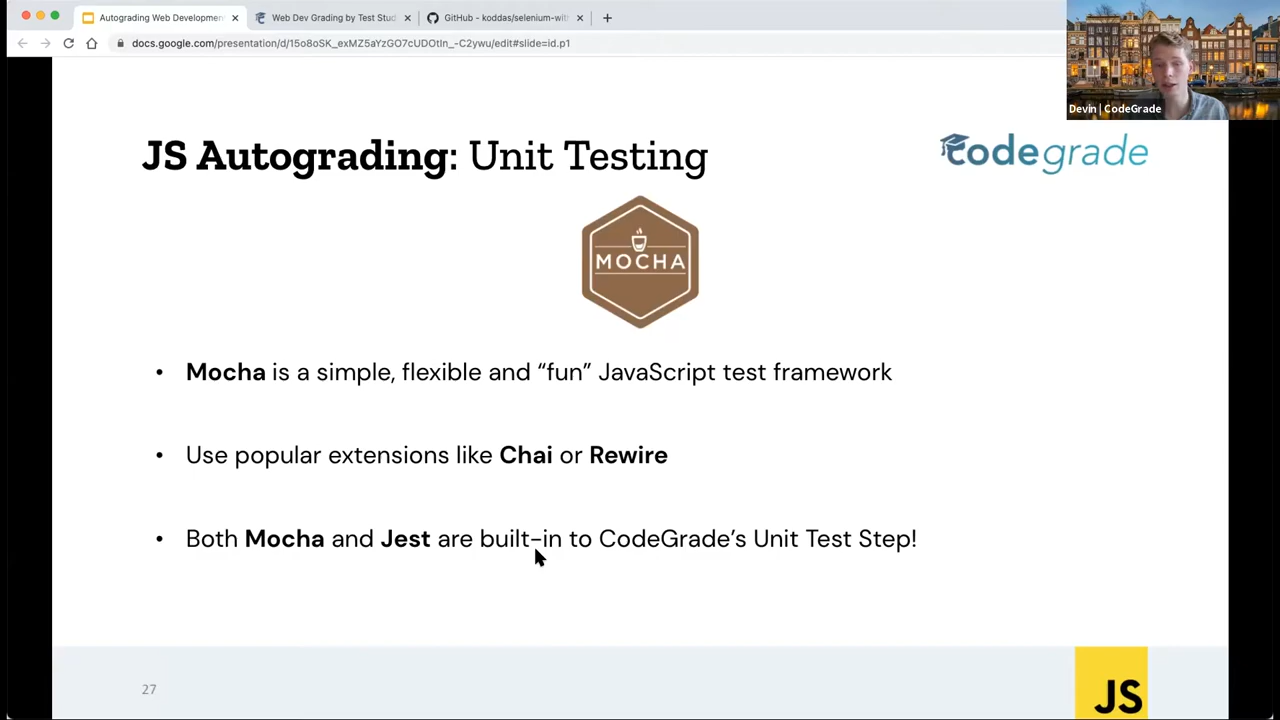 Autograding Web Developmen
Web Dev Grading by Test Stud
GitHub - koddas/selenium-with
docs.google.com/presentation/d/15o8oSK_exMZ5aYzGO7cUDOtIn_-C2ywu/edit#slide=id.p1
Devin | CodeGrade
JS Autograding: Unit Testing
codegrade
MOCHA
• Mocha is a simple, flexible and “fun” JavaScript test framework
• Use popular extensions like Chai or Rewire
• Both Mocha and Jest are built-in to CodeGrade’s Unit Test Step!
27
JS